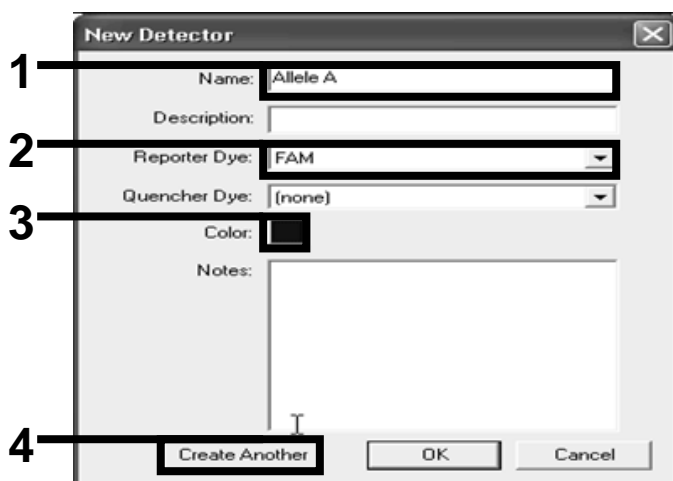 New Detector
1 Name: Allele A
Description:
2 Reporter Dye: FAM
Quencher Dye: (none)
3 Color:
Notes:
4 Create Another OK Cancel